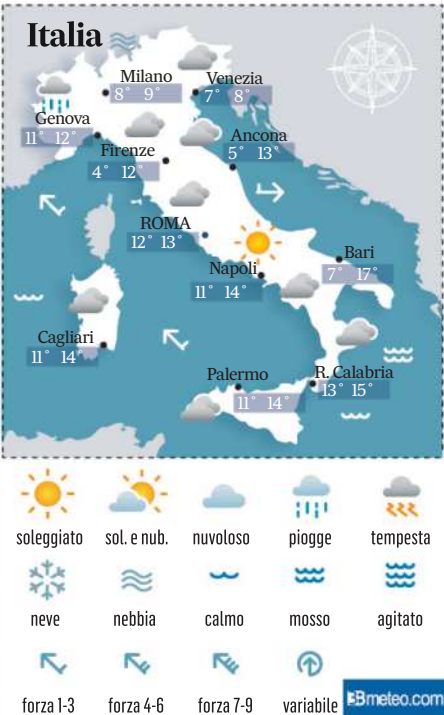 Italia
Milano
8° 9°
Venezia
7° 8°
Genova
11° 12°
Firenze
4° 12°
Ancona
5° 13°
ROMA
12° 13°
Napoli
11° 14°
Bari
7° 17°
Cagliari
11° 14°
Palermo
11° 14°
R. Calabria
13° 15°
soleggiato sol. e nub. nuvoloso piogge tempesta
neve nebbia calmo mosso agitato
forza 1-3 forza 4-6 forza 7-9 variabile
3Bmeteo.com